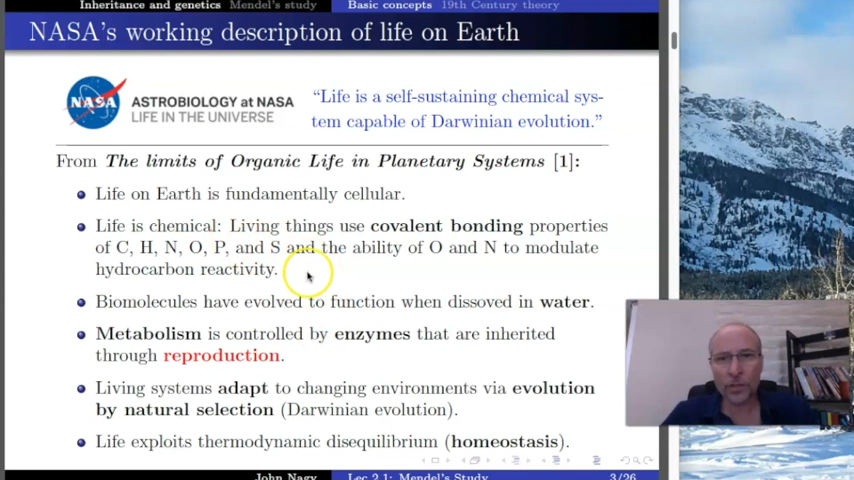 Inheritance and genetics Mendel's study Basic concepts 19th Century theory
NASA's working description of life on Earth
NASA
ASTROBIOLOGY at NASA
LIFE IN THE UNIVERSE
“Life is a self-sustaining chemical sys-
tem capable of Darwinian evolution.”
From The limits of Organic Life in Planetary Systems [1]:
Life on Earth is fundamentally cellular.
Life is chemical: Living things use covalent bonding properties
of C, H, N, O, P, and S and the ability of O and N to modulate
hydrocarbon reactivity.
Biomolecules have evolved to function when dissoved in water.
Metabolism is controlled by enzymes that are inherited
through reproduction.
Living systems adapt to changing environments via evolution
by natural selection (Darwinian evolution).
Life exploits thermodynamic disequilibrium (homeostasis).
John Nagy Lec 2.1: Mendel's Study 3/26